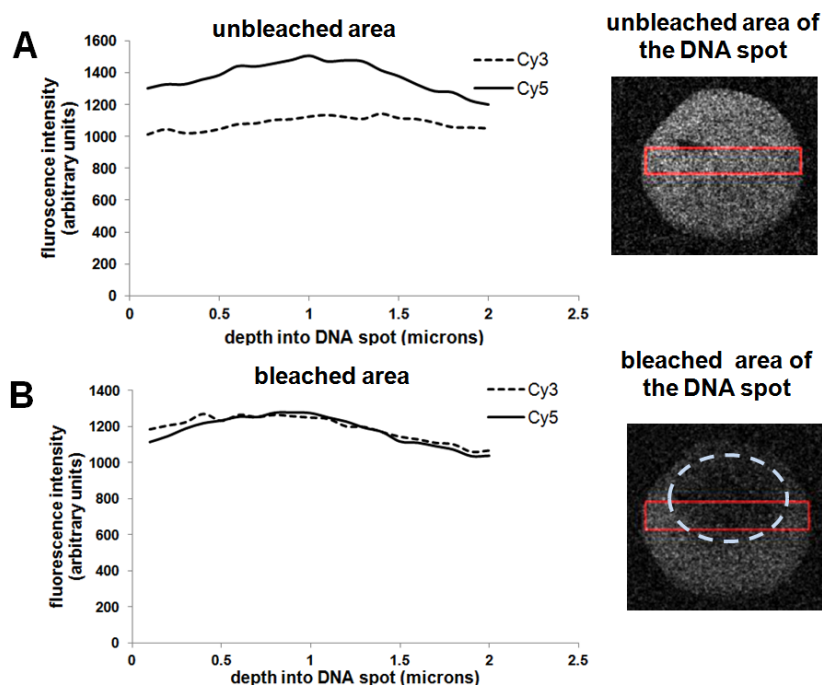 A
unbleached area
1600
1400
1200
1000
800
600
400
200
0
0
0.5
1
1.5
2
2.5
fluroscence intensity
(arbitrary units)
depth into DNA spot (microns)
Cy3
Cy5
unbleached area of
the DNA spot
B
bleached area
1400
1200
1000
800
600
400
200
0
0
0.5
1
1.5
2
2.5
fluorescence intensity
(arbitrary units)
depth into DNA spot (microns)
Cy3
Cy5
bleached area of
the DNA spot